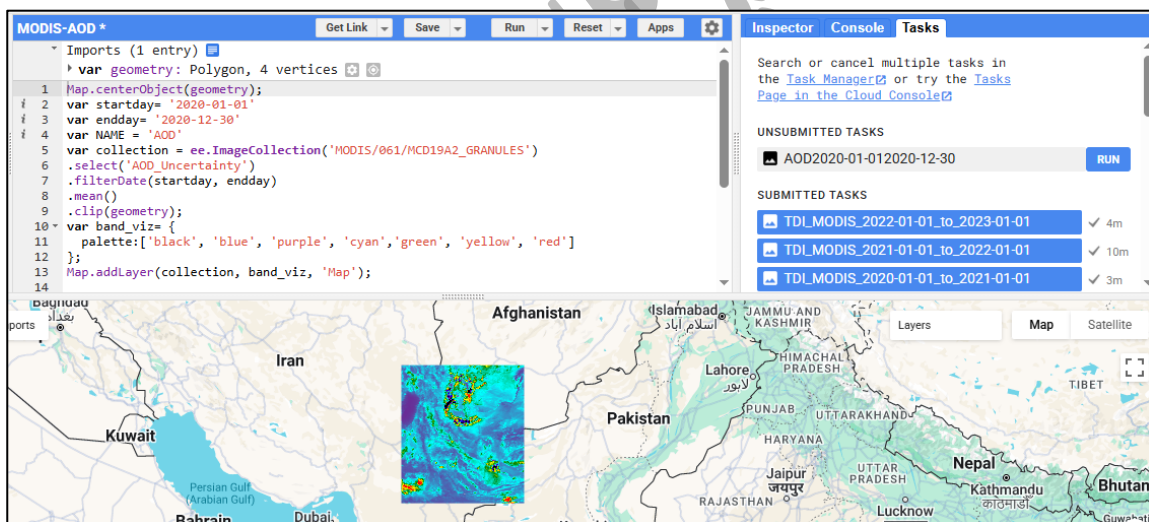 MODIS-AOD *
Get Link
Save
Run
Reset
Apps
Inspector
Console
Tasks
Imports (1 entry)
var geometry: Polygon, 4 vertices
1 Map.centerObject(geometry);
i 2 var startday= '2020-01-01'
i 3 var endday= '2020-12-30'
i 4 var NAME = 'AOD'
5 var collection = ee.ImageCollection('MODIS/061/MCD19A2_GRANULES')
6 .select('AOD_Uncertainty')
7 .filterDate(startday, endday)
8 .mean()
9 .clip(geometry);
10 var band_viz= {
11 palette:['black', 'blue', 'purple', 'cyan','green', 'yellow', 'red']
12 };
13 Map.addLayer(collection, band_viz, 'Map');
14
Search or cancel multiple tasks in
the Task Manager or try the Tasks
Page in the Cloud Console
UNSUBMITTED TASKS
AOD2020-01-012020-12-30
RUN
SUBMITTED TASKS
TDI_MODIS_2022-01-01_to_2023-01-01
4m
TDI_MODIS_2021-01-01_to_2022-01-01
10m
TDI_MODIS_2020-01-01_to_2021-01-01
3m
Baghdad
بغداد
ports
Afghanistan
Islamabad
اسلام آباد
JAMMU AND
KASHMIR
Layers
Map
Satellite
Iran
Lahore
لاہور
HIMACHAL
PRADESH
TIBET
Pakistan
PUNJAB
UTTARAKHAND
Kuwait
HARYANA
Persian Gulf
(Arabian Gulf)
Jaipur
जयपुर
UTTAR
PRADESH
Nepal
Kathmandu
काठमाडौं
Bhutan
RAJASTHAN
Lucknow
Bahrain
Dubai
Guwahati